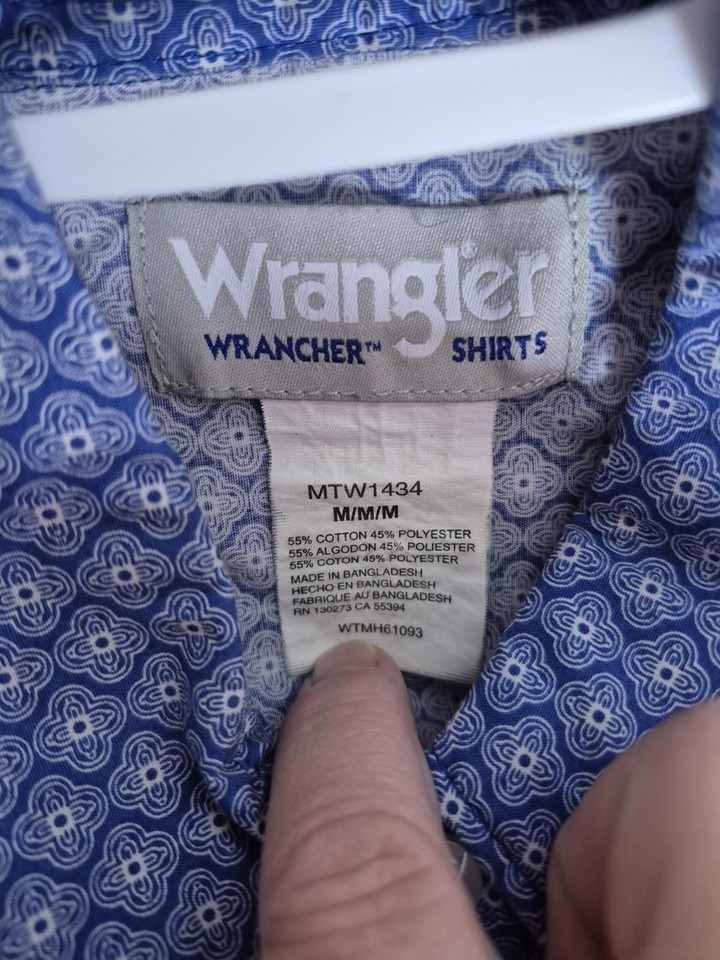 Wrangler®
WRANCHER™ SHIRTS
MTW1434
M/M/M
55% COTTON 45% POLYESTER
55% ALGODON 45% POLIESTER
55% COTON 45% POLYESTER
MADE IN BANGLADESH
HECHO EN BANGLADESH
FABRIQUE AU BANGLADESH
RN 130273 CA 55394
WTMH61093